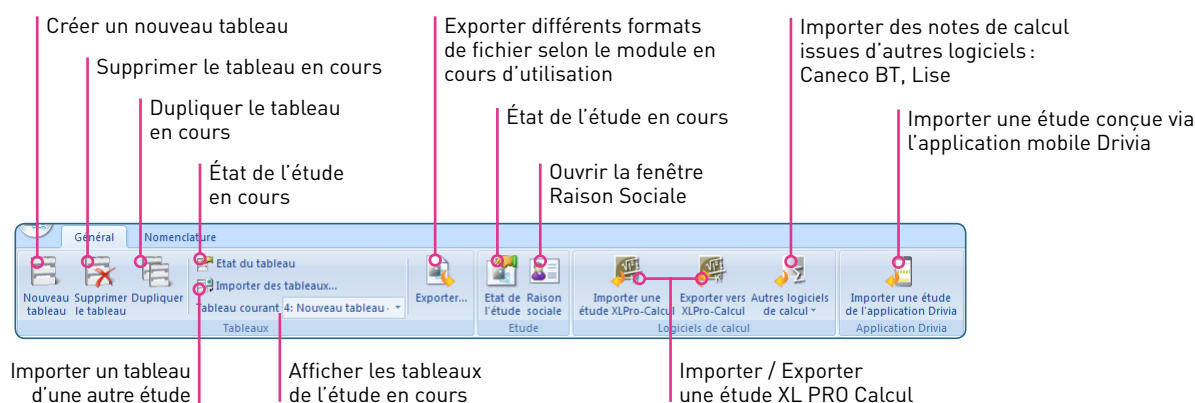 Créer un nouveau tableau
Supprimer le tableau en cours
Dupliquer le tableau
en cours
État de l'étude
en cours
Exporter différents formats
de fichier selon le module en
cours d'utilisation
État de l'étude en cours
Ouvrir la fenêtre
Raison Sociale
Importer des notes de calcul
issues d'autres logiciels :
Caneco BT, Lise
Importer une étude conçue via
l'application mobile Drivia
Général Nomenclature
Nouveau
tableau
Supprimer
le tableau
Dupliquer
Etat du tableau
Importer des tableaux...
Tableau courant 4: Nouveau tableau
Tableaux
Exporter...
Etat de
l'étude
Raison
sociale
Etude
Importer une
étude XLPro-Calcul
Exporter vers
XLPro-Calcul
Autres logiciels
de calcul
Logiciels de calcul
Importer une étude
de l'application Drivia
Application Drivia
Importer un tableau
d'une autre étude
Afficher les tableaux
de l'étude en cours
Importer / Exporter
une étude XL PRO Calcul